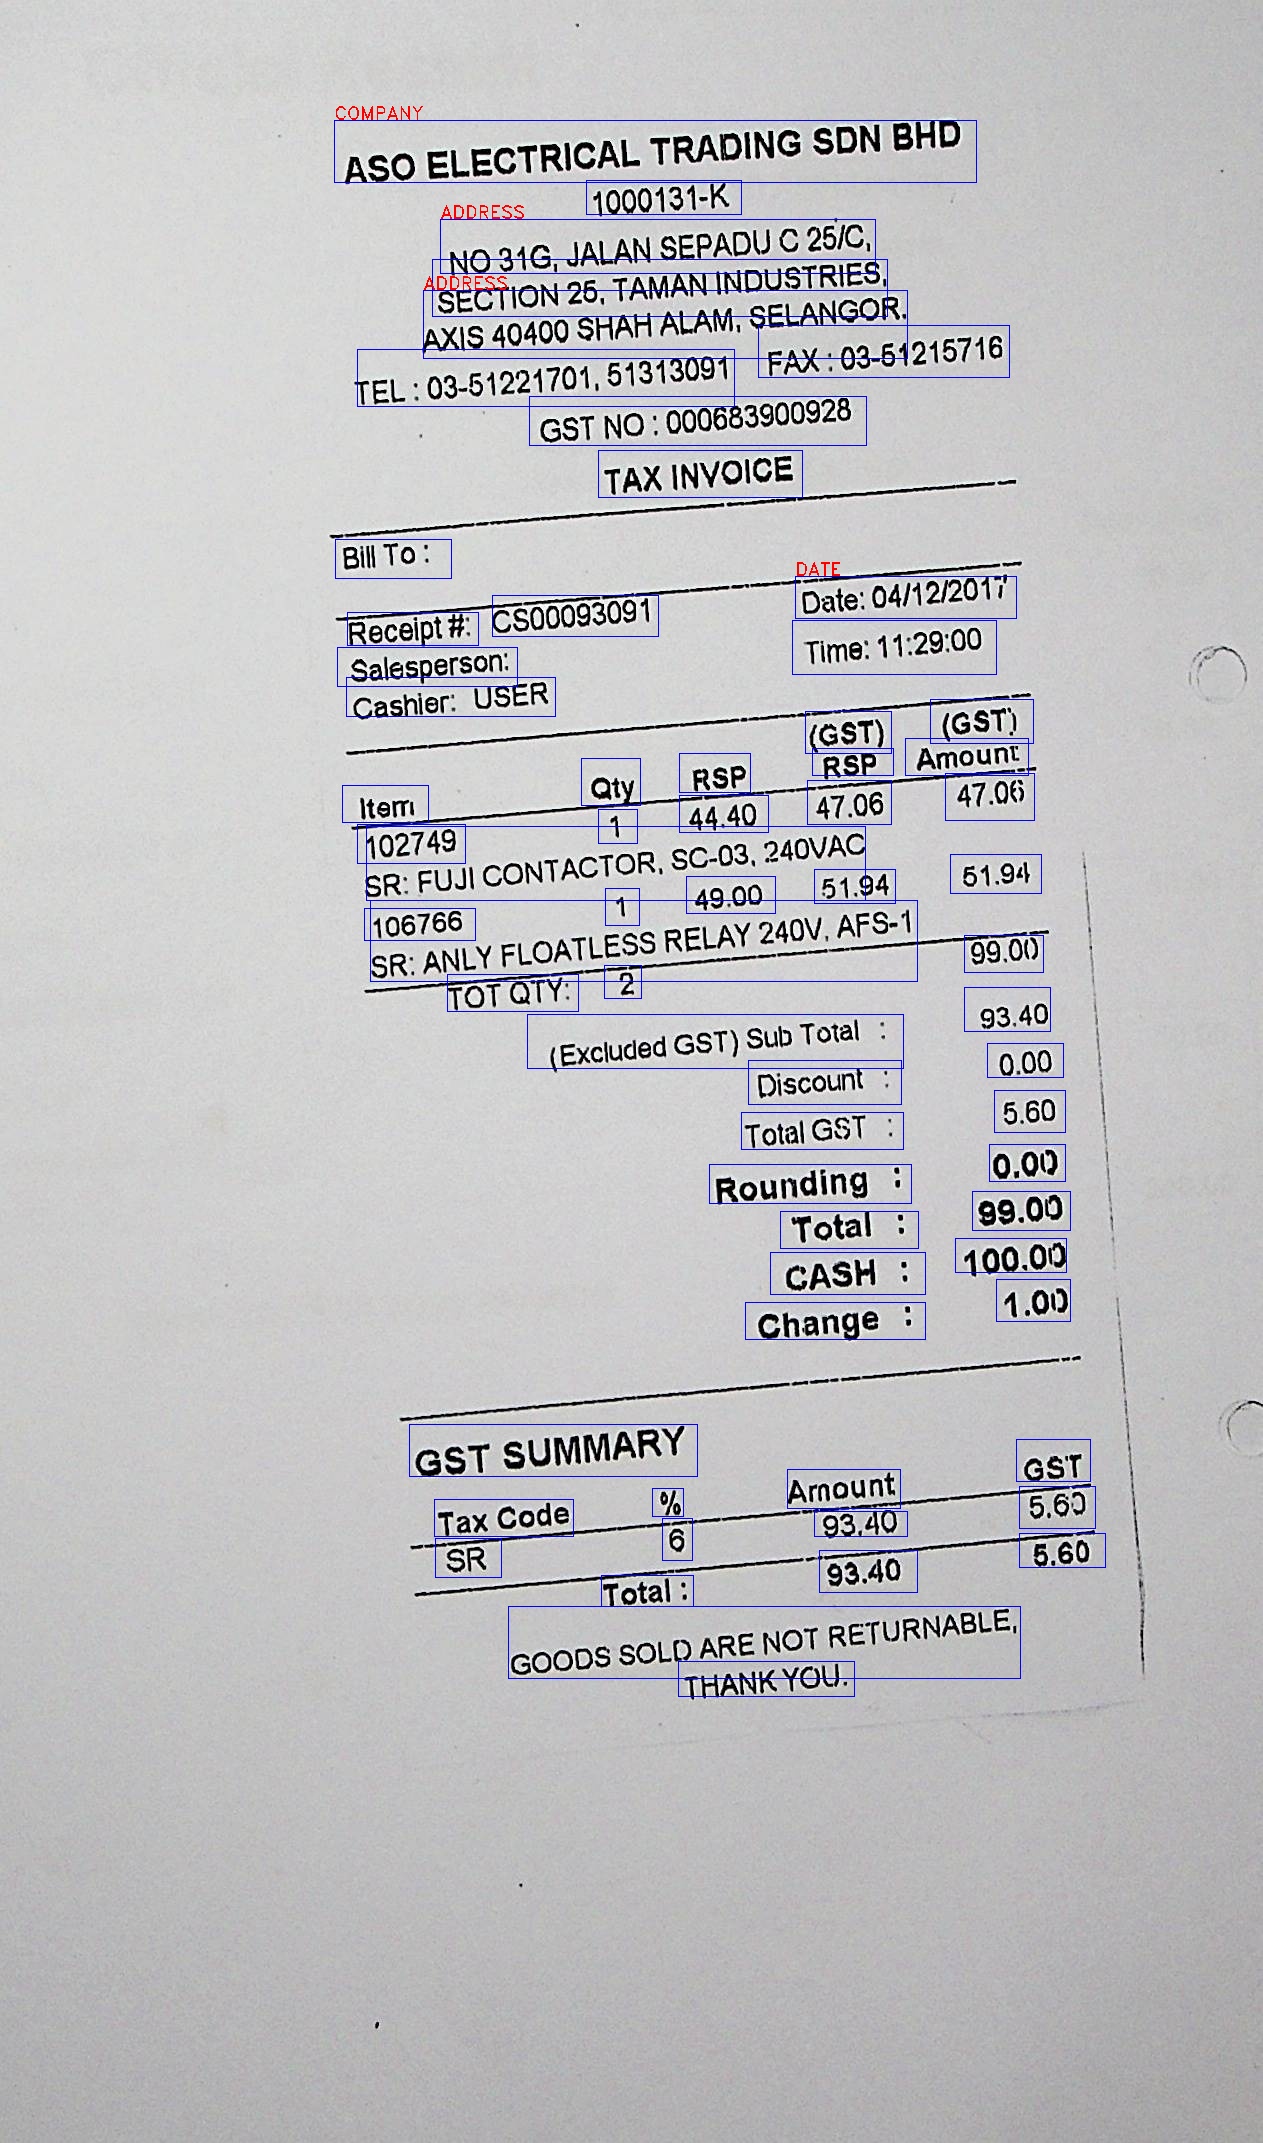 COMPANY
ASO ELECTRICAL TRADING SDN BHD
1000131-K
ADDRESS
NO 31G, JALAN SEPADU C 25/C,
ADDRESS
SECTION 25, TAMAN INDUSTRIES,
AXIS 40400 SHAH ALAM, SELANGOR.
TEL : 03-51221701, 51313091 FAX : 03-51215716
GST NO : 000683900928
TAX INVOICE
Bill To :
DATE
Receipt #: CS00093091 Date: 04/12/2017
Salesperson: Time: 11:29:00
Cashier: USER
(GST) (GST)
Item Qty RSP RSP Amount
102749 1 44.40 47.06 47.06
SR: FUJI CONTACTOR, SC-03, 240VAC
106766 1 49.00 51.94 51.94
SR: ANLY FLOATLESS RELAY 240V, AFS-1
TOT QTY: 2 99.00
(Excluded GST) Sub Total : 93.40
Discount : 0.00
Total GST : 5.60
Rounding : 0.00
Total : 99.00
CASH : 100.00
Change : 1.00
GST SUMMARY
Tax Code % Amount GST
SR 6 93.40 5.60
Total : 93.40 5.60
GOODS SOLD ARE NOT RETURNABLE,
THANK YOU.